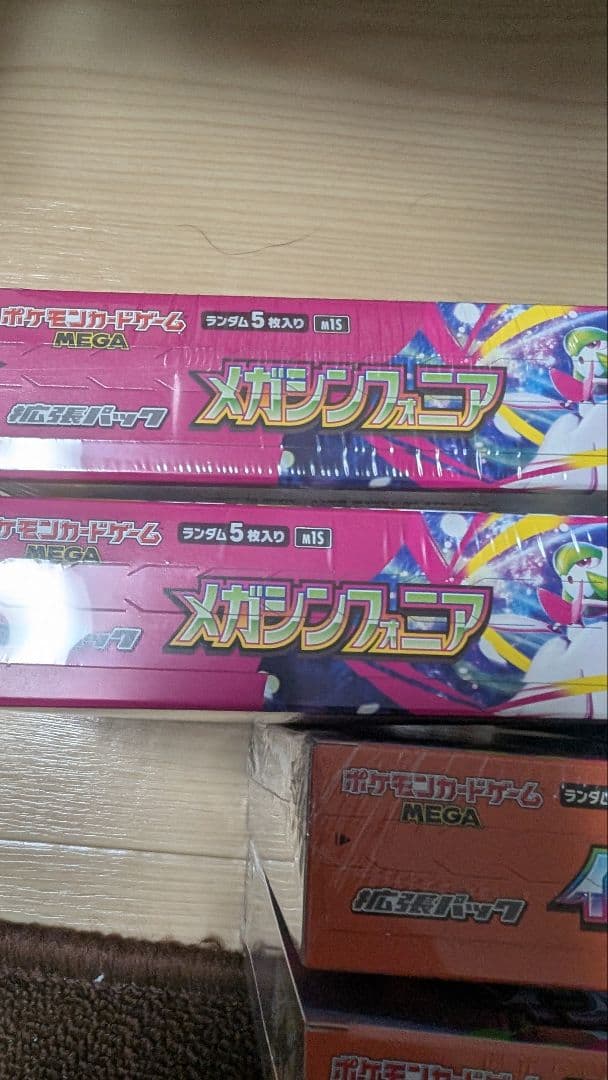 ポケモンカードゲーム
MEGA
ランダム5枚入り M1S
拡張パック
メガシンフォニア
ポケモンカードゲーム
MEGA
ランダム5枚入り M1S
ック
メガシンフォニア
ポケモンカードゲーム
MEGA
ランダム
拡張パック
ポケモンカードゲーム